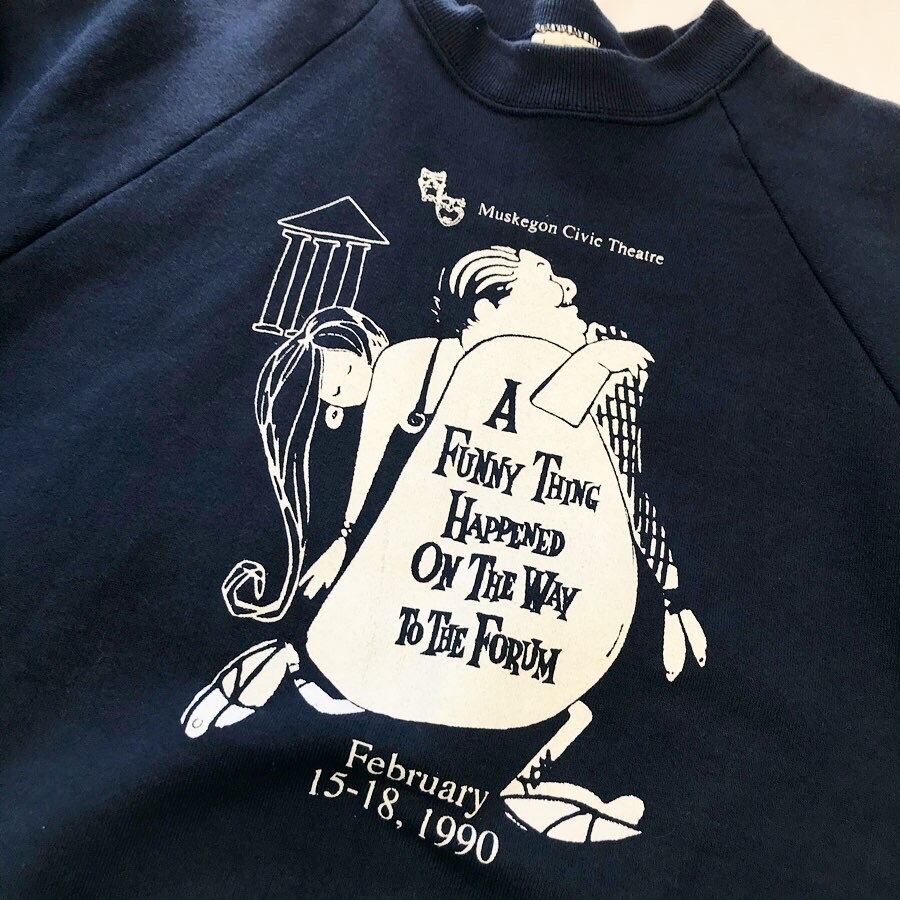 Muskegon Civic Theatre
A
FUNNY THING
HAPPENED
ON THE WAY
TO THE FORUM
February
15-18, 1990